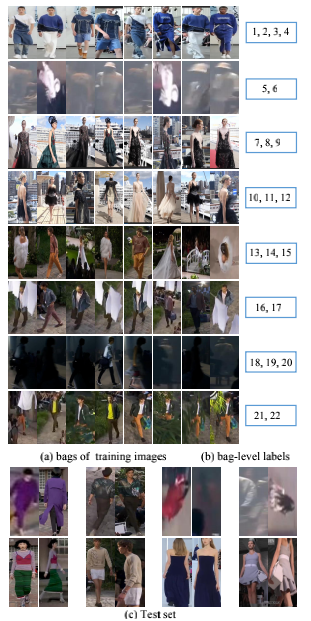 1, 2, 3, 4
5, 6
7, 8, 9
10, 11, 12
13, 14, 15
16, 17
18, 19, 20
21, 22
(a) bags of training images
(b) bag-level labels
(c) Test set